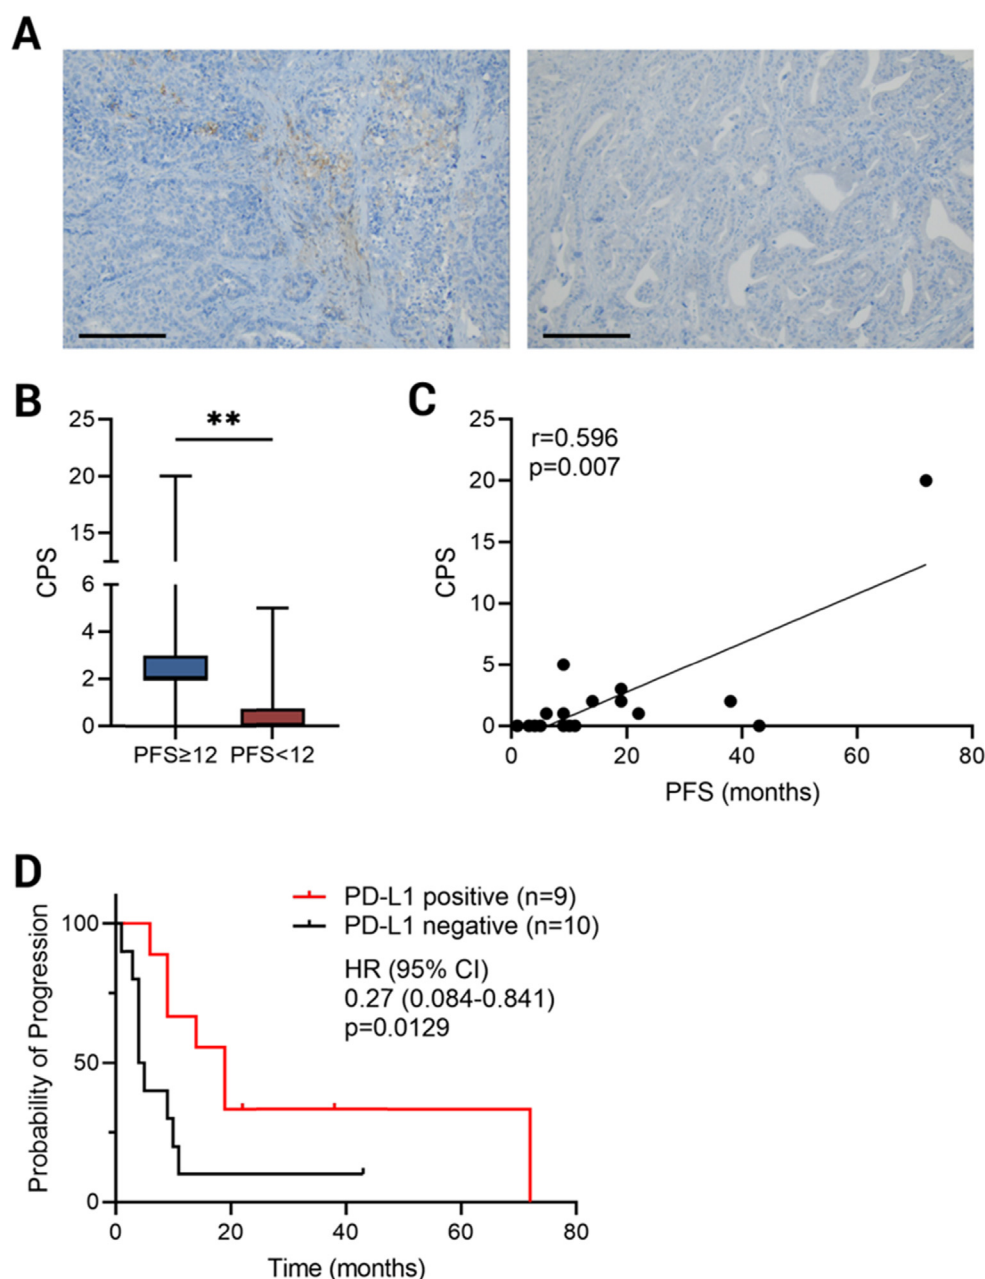 A
B
25
20
15
6
4
2
0
CPS
**
PFS≥12 PFS<12
C
25
20
15
10
5
0
CPS
r=0.596
p=0.007
0 20 40 60 80
PFS (months)
D
100
50
0
Probability of Progression
PD-L1 positive (n=9)
PD-L1 negative (n=10)
HR (95% CI)
0.27 (0.084-0.841)
p=0.0129
0 20 40 60 80
Time (months)